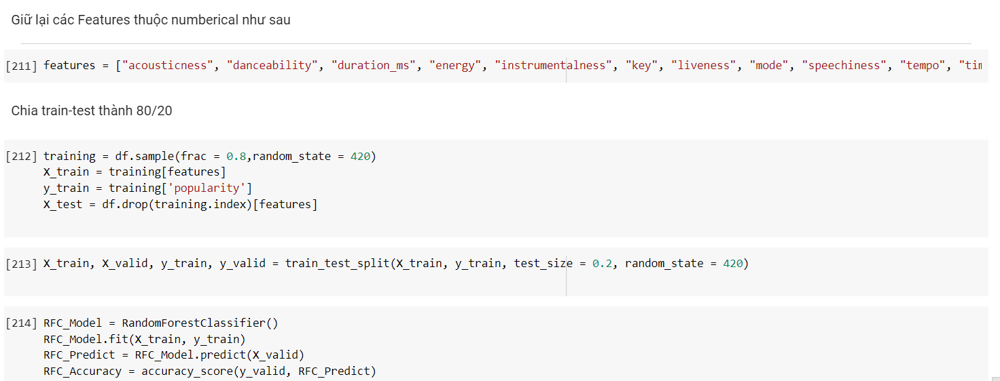 Giữ lại các Features thuộc numberical như sau
[211] features = ["acousticness", "danceability", "duration_ms", "energy", "instrumentalness", "key", "liveness", "mode", "speechiness", "tempo", "tim
Chia train-test thành 80/20
[212] training = df.sample(frac = 0.8,random_state = 420)
X_train = training[features]
y_train = training['popularity']
X_test = df.drop(training.index)[features]
[213] X_train, X_valid, y_train, y_valid = train_test_split(X_train, y_train, test_size = 0.2, random_state = 420)
[214] RFC_Model = RandomForestClassifier()
RFC_Model.fit(X_train, y_train)
RFC_Predict = RFC_Model.predict(X_valid)
RFC_Accuracy = accuracy_score(y_valid, RFC_Predict)